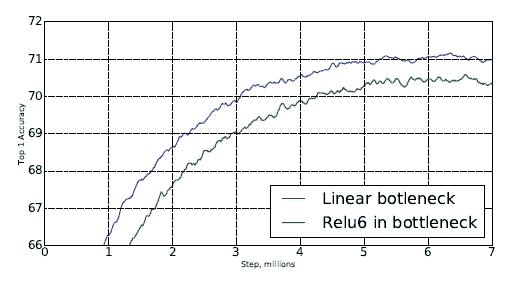 72
71
70
69
68
67
66
Top 1 Accuracy
Linear botleneck
Relu6 in bottleneck
0 1 2 3 4 5 6 7
Step, millions